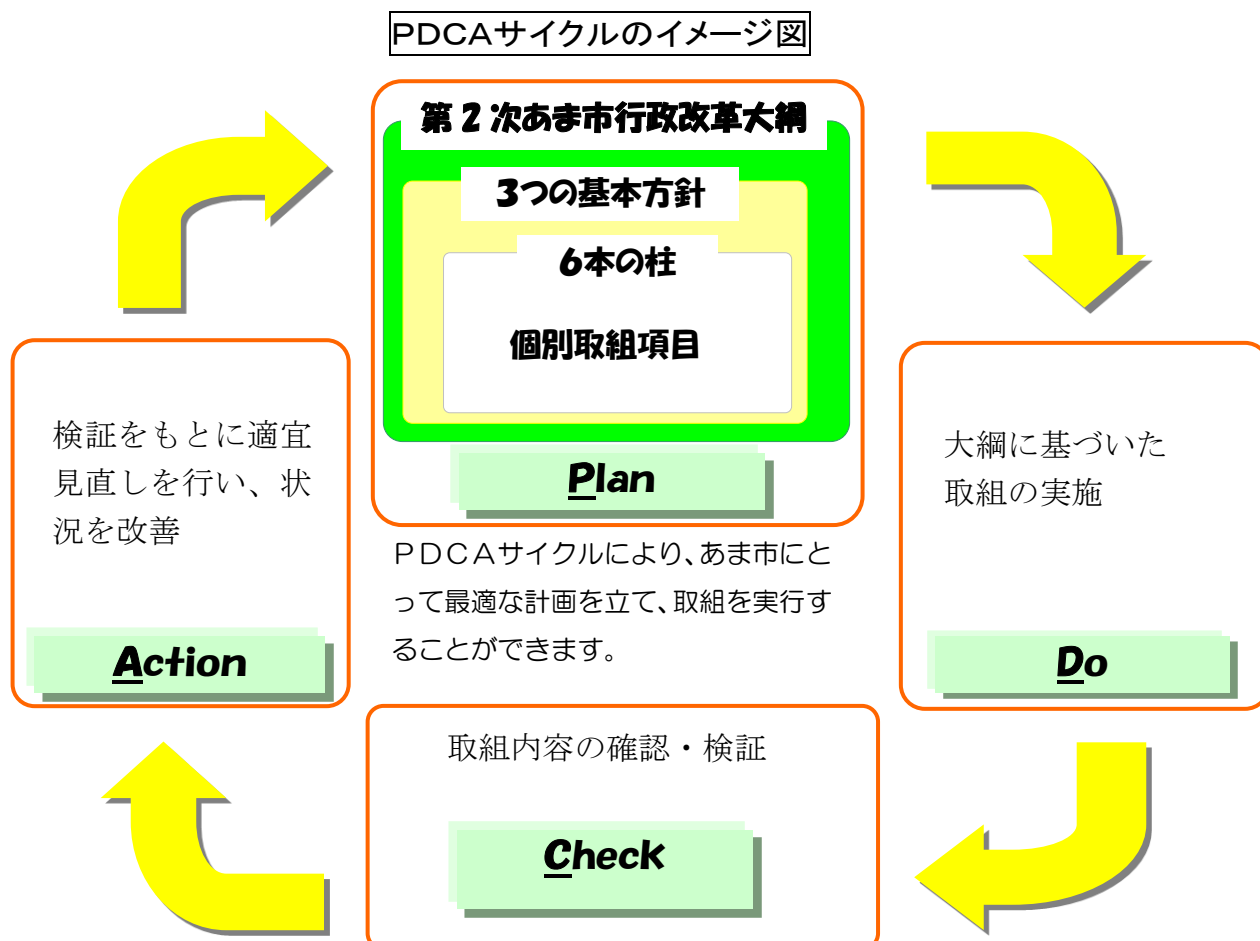 PDCAサイクルのイメージ図
第2次あま市行政改革大綱
3つの基本方針
6本の柱
個別取組項目
Plan
大綱に基づいた
取組の実施
Do
取組内容の確認・検証
Check
検証をもとに適宜
見直しを行い、状
況を改善
Action
PDCAサイクルにより、あま市にと
って最適な計画を立て、取組を実行す
ることができます。